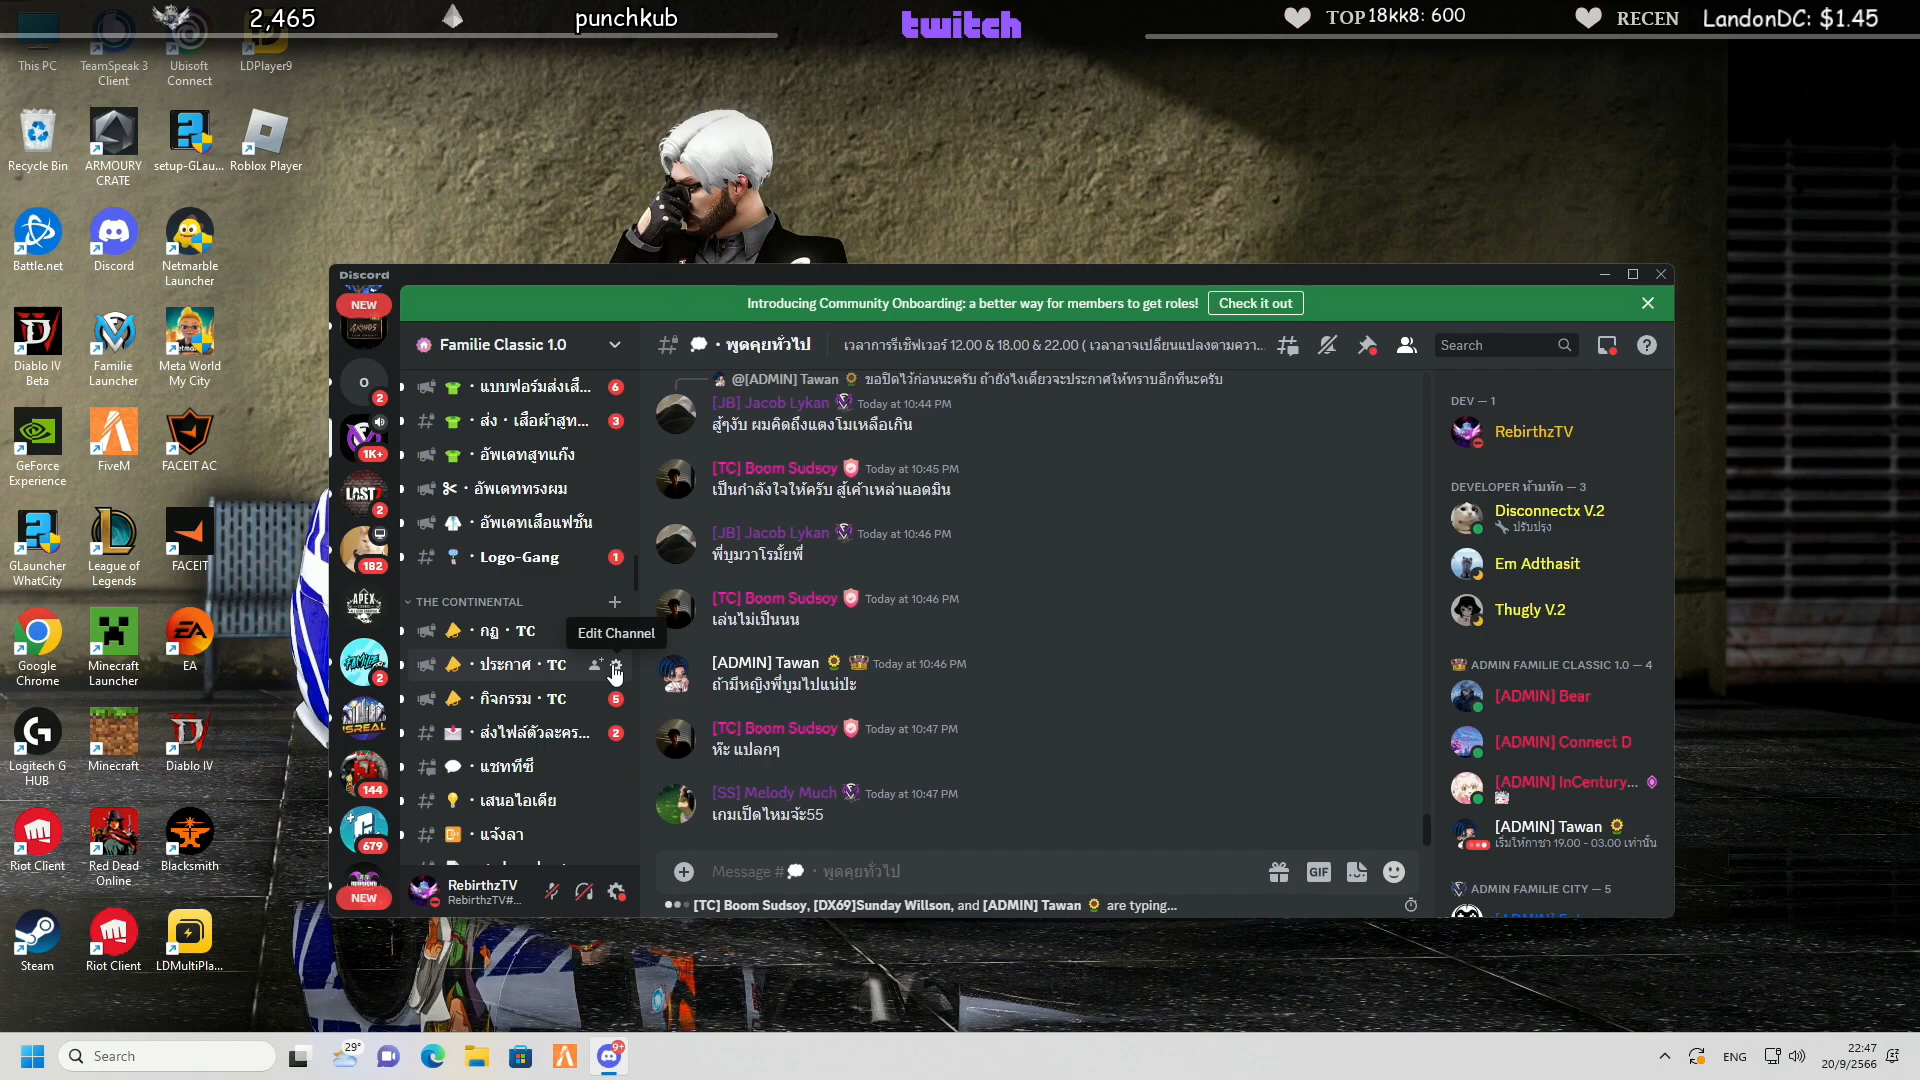 2,465
punchkub
twitch
TOP 18kk8: 600
RECEN
LandonDC: $1.45
This PC
TeamSpeak 3 Client
Ubisoft Connect
LDPlayer9
Recycle Bin
ARMOURY CRATE
setup-GLau...
Roblox Player
Battle.net
Discord
Netmarble Launcher
Diablo IV Beta
Familie Launcher
Meta World My City
GeForce Experience
FiveM
FACEIT AC
GLauncher WhatCity
League of Legends
FACEIT
Google Chrome
Minecraft Launcher
EA
Logitech G HUB
Minecraft
Diablo IV
Riot Client
Red Dead Online
Blacksmith
Steam
Riot Client
LDMultiPla...
Discord
Introducing Community Onboarding: a better way for members to get roles!
Check it out
NEW
4KINGS
O
2
1K+
LAST
2
182
APEX
FAMILIE
2
ISREAL
144
679
NEW
Familie Classic 1.0
แบบฟอร์มส่งเสื้... 6
ส่ง・เสื้อผ้าสูท... 3
อัพเดทสูทแก๊ง
อัพเดททรงผม
อัพเดทเสื้อแฟชั่น
Logo-Gang 1
THE CONTINENTAL
กฏ・TC
Edit Channel
ประกาศ・TC
กิจกรรม・TC 5
ส่งไฟล์ตัวละคร... 2
แชททีซี
เสนอไอเดีย
แจ้งลา
RebirthzTV
RebirthzTV#...
・พูดคุยทั่วไป
เวลาการรีเซิฟเวอร์ 12.00 & 18.00 & 22.00 ( เวลาอาจเปลี่ยนแปลงตามควา...
Search
@[ADMIN] Tawan 🌻 ขอปิดไว้ก่อนนะครับ ถ้ายังไงเดี๋ยวจะประกาศให้ทราบอีกทีนะครับ
[JB] Jacob Lykan Today at 10:44 PM
สู้ๆงับ ผมคิดถึงแตงโมเหลือเกิน
[TC] Boom Sudsoy Today at 10:45 PM
เป็นกำลังใจให้ครับ สู้เค้าเหล่าแอดมิน
[JB] Jacob Lykan Today at 10:46 PM
พี่บูมวาโรมั้ยพี่
[TC] Boom Sudsoy Today at 10:46 PM
เล่นไม่เป็นนน
[ADMIN] Tawan 🌻 Today at 10:46 PM
ถ้ามีหญิงพี่บูมไปแน่ป่ะ
[TC] Boom Sudsoy Today at 10:47 PM
ห๊ะ แปลกๆ
[SS] Melody Much Today at 10:47 PM
เกมเปิดไหมจ้ะ55
Message #💭・พูดคุยทั่วไป
GIF
[TC] Boom Sudsoy, [DX69]Sunday Willson, and [ADMIN] Tawan 🌻 are typing...
DEV — 1
RebirthzTV
DEVELOPER ห้ามทัก — 3
Disconnectx V.2
ปรับปรุง
Em Adthasit
Thugly V.2
ADMIN FAMILIE CLASSIC 1.0 — 4
[ADMIN] Bear
[ADMIN] Connect D
[ADMIN] InCentury...
[ADMIN] Tawan 🌻
เริ่มให้กาชา 19.00 - 03.00 เท่านั้น
ADMIN FAMILIE CITY — 5
Search
29°
9+
ENG
22:47
20/9/2566